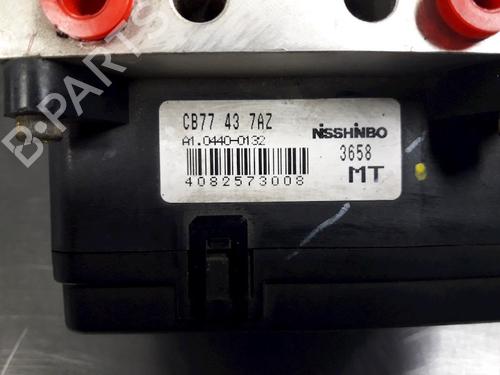 CB77 43 7AZ
NISSHINBO
A1.0440-0132
3658
4082573008
MT
B-Parts